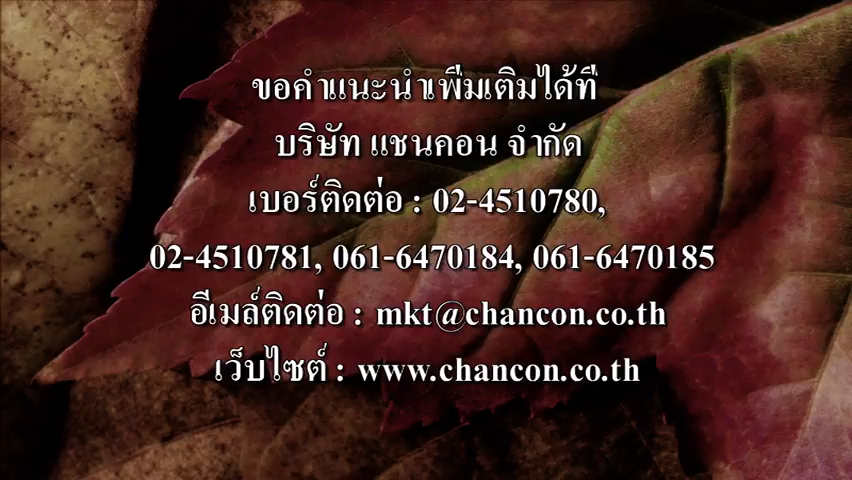 ขอคำแนะนำเพิ่มเติมได้ที่
บริษัท แชนคอน จำกัด
เบอร์ติดต่อ : 02-4510780,
02-4510781, 061-6470184, 061-6470185
อีเมล์ติดต่อ : mkt@chancon.co.th
เว็บไซต์ : www.chancon.co.th